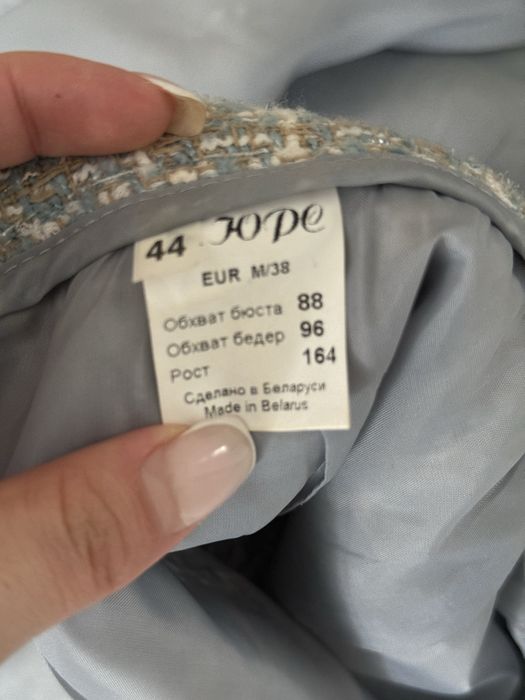 44 ЮРС
EUR M/38
Обхват бюста 88
Обхват бедер 96
Рост 164
Сделано в Беларуси
Made in Belarus